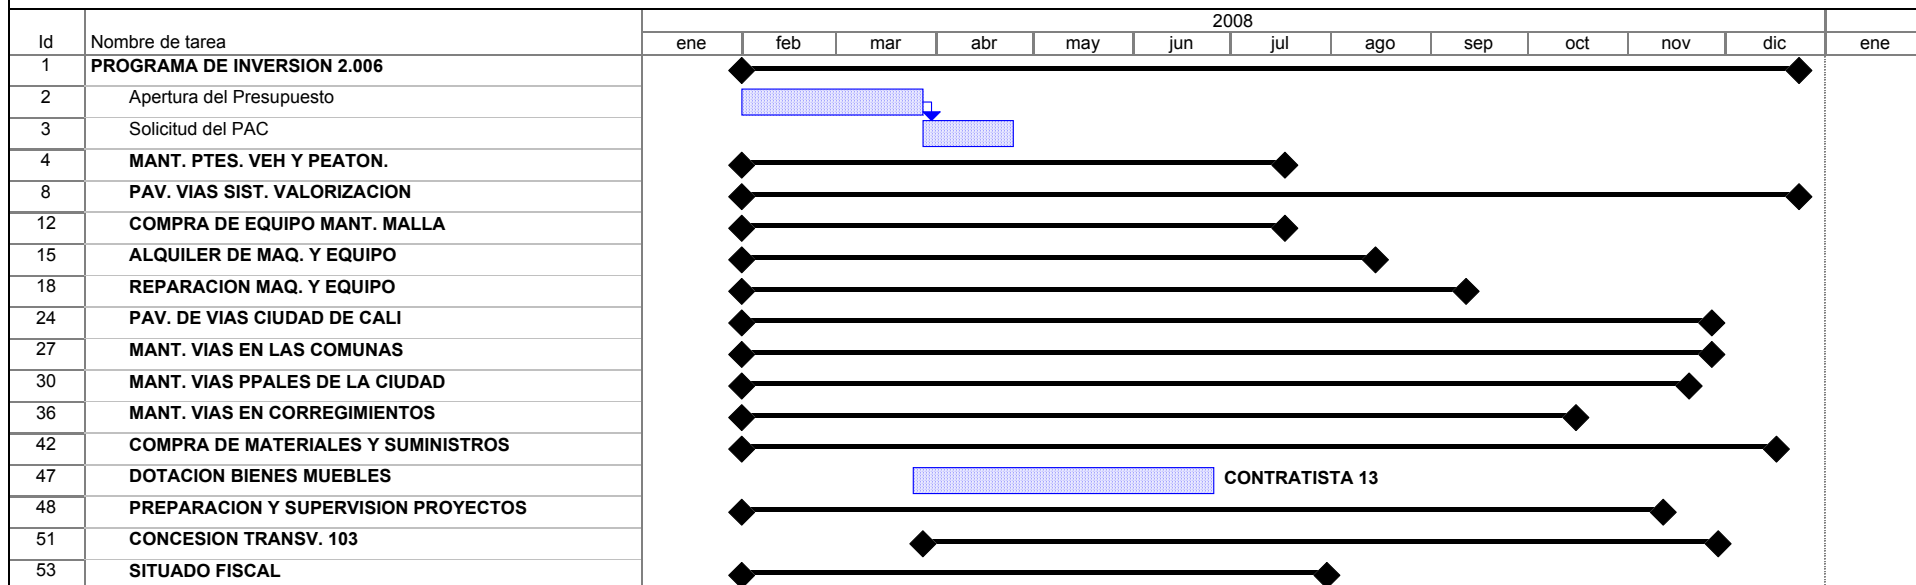 2008
Id Nombre de tarea ene feb mar abr may jun jul ago sep oct nov dic ene
1 PROGRAMA DE INVERSION 2.006
2 Apertura del Presupuesto
3 Solicitud del PAC
4 MANT. PTES. VEH Y PEATON.
8 PAV. VIAS SIST. VALORIZACION
12 COMPRA DE EQUIPO MANT. MALLA
15 ALQUILER DE MAQ. Y EQUIPO
18 REPARACION MAQ. Y EQUIPO
24 PAV. DE VIAS CIUDAD DE CALI
27 MANT. VIAS EN LAS COMUNAS
30 MANT. VIAS PPALES DE LA CIUDAD
36 MANT. VIAS EN CORREGIMIENTOS
42 COMPRA DE MATERIALES Y SUMINISTROS
47 DOTACION BIENES MUEBLES CONTRATISTA 13
48 PREPARACION Y SUPERVISION PROYECTOS
51 CONCESION TRANSV. 103
53 SITUADO FISCAL